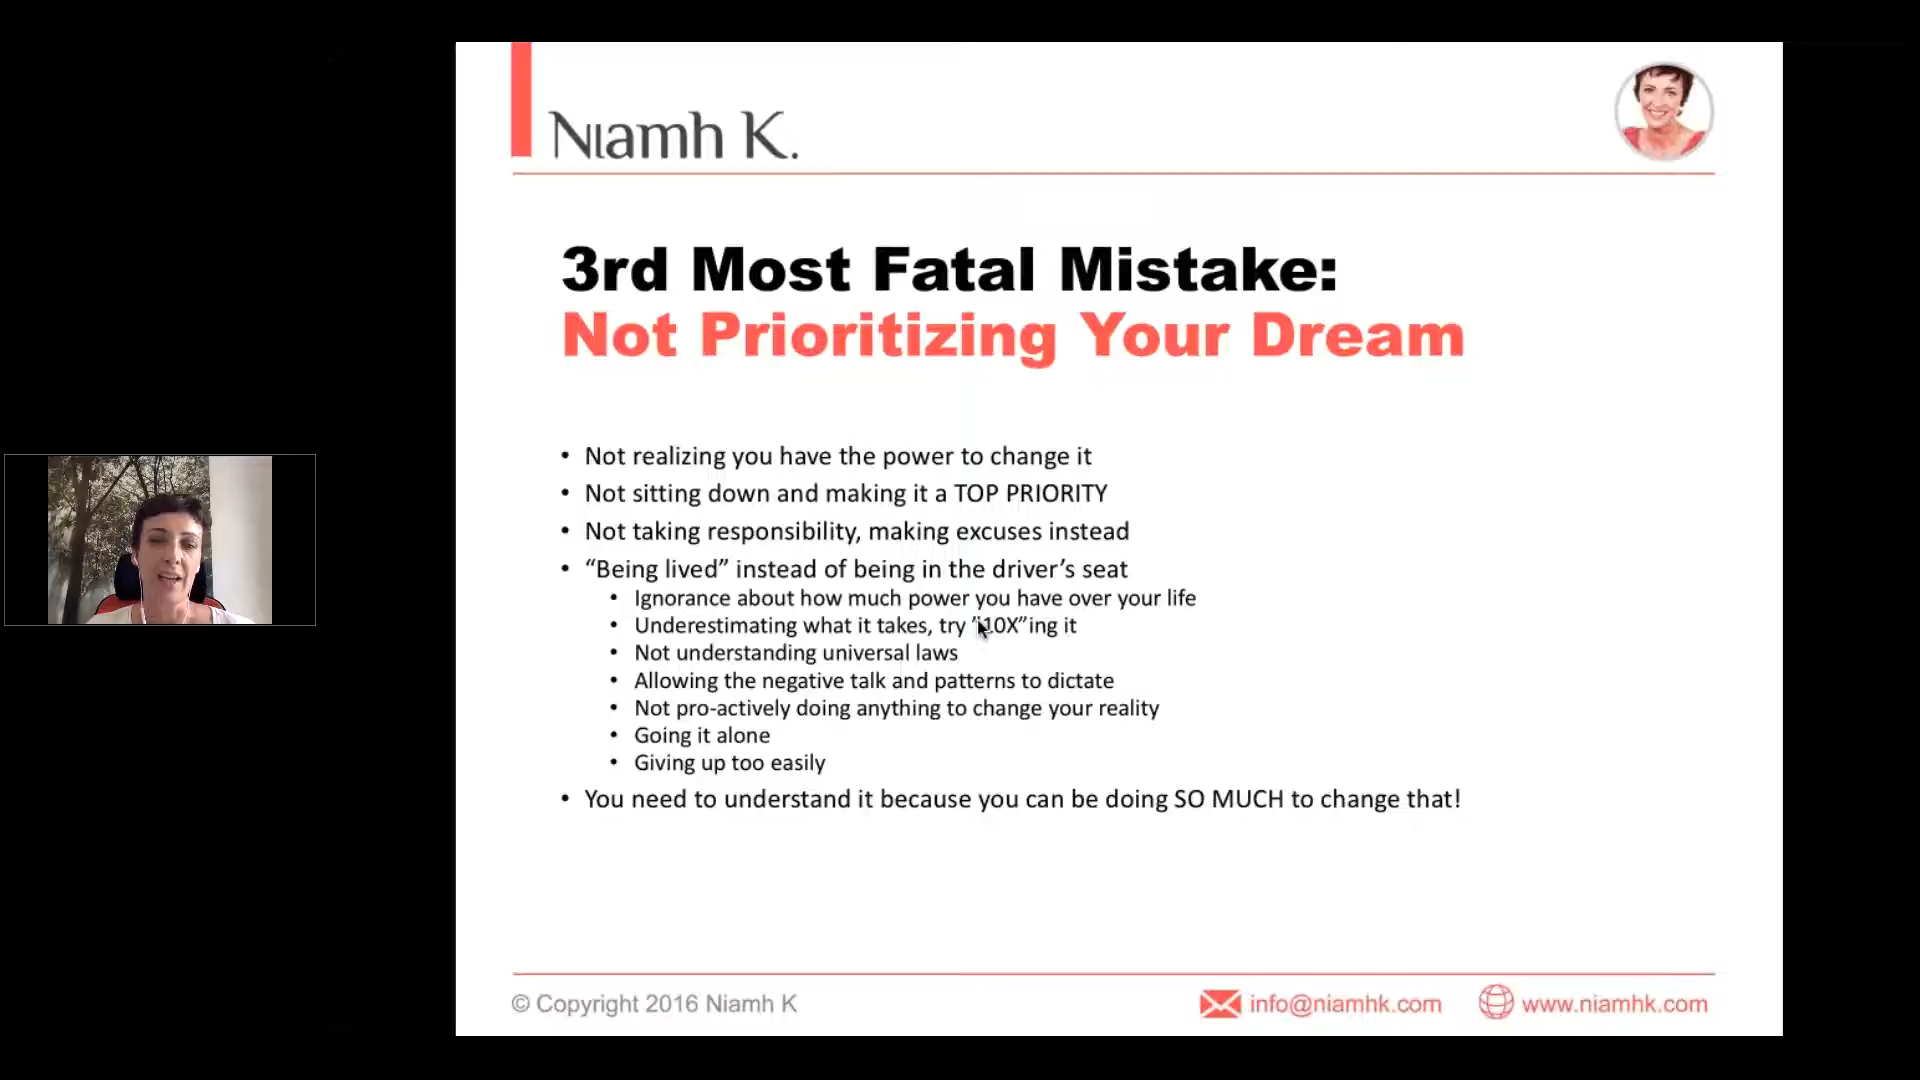 Niamh K.
3rd Most Fatal Mistake:
Not Prioritizing Your Dream
• Not realizing you have the power to change it
• Not sitting down and making it a TOP PRIORITY
• Not taking responsibility, making excuses instead
• “Being lived” instead of being in the driver’s seat
• Ignorance about how much power you have over your life
• Underestimating what it takes, try ”10X”ing it
• Not understanding universal laws
• Allowing the negative talk and patterns to dictate
• Not pro-actively doing anything to change your reality
• Going it alone
• Giving up too easily
• You need to understand it because you can be doing SO MUCH to change that!
© Copyright 2016 Niamh K info@niamhk.com www.niamhk.com